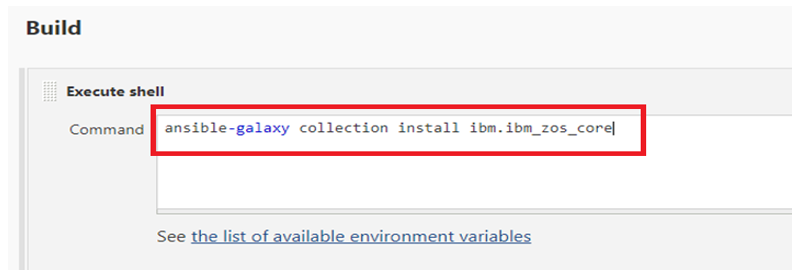 Build
Execute shell
Command
ansible-galaxy collection install ibm.ibm_zos_core
See the list of available environment variables